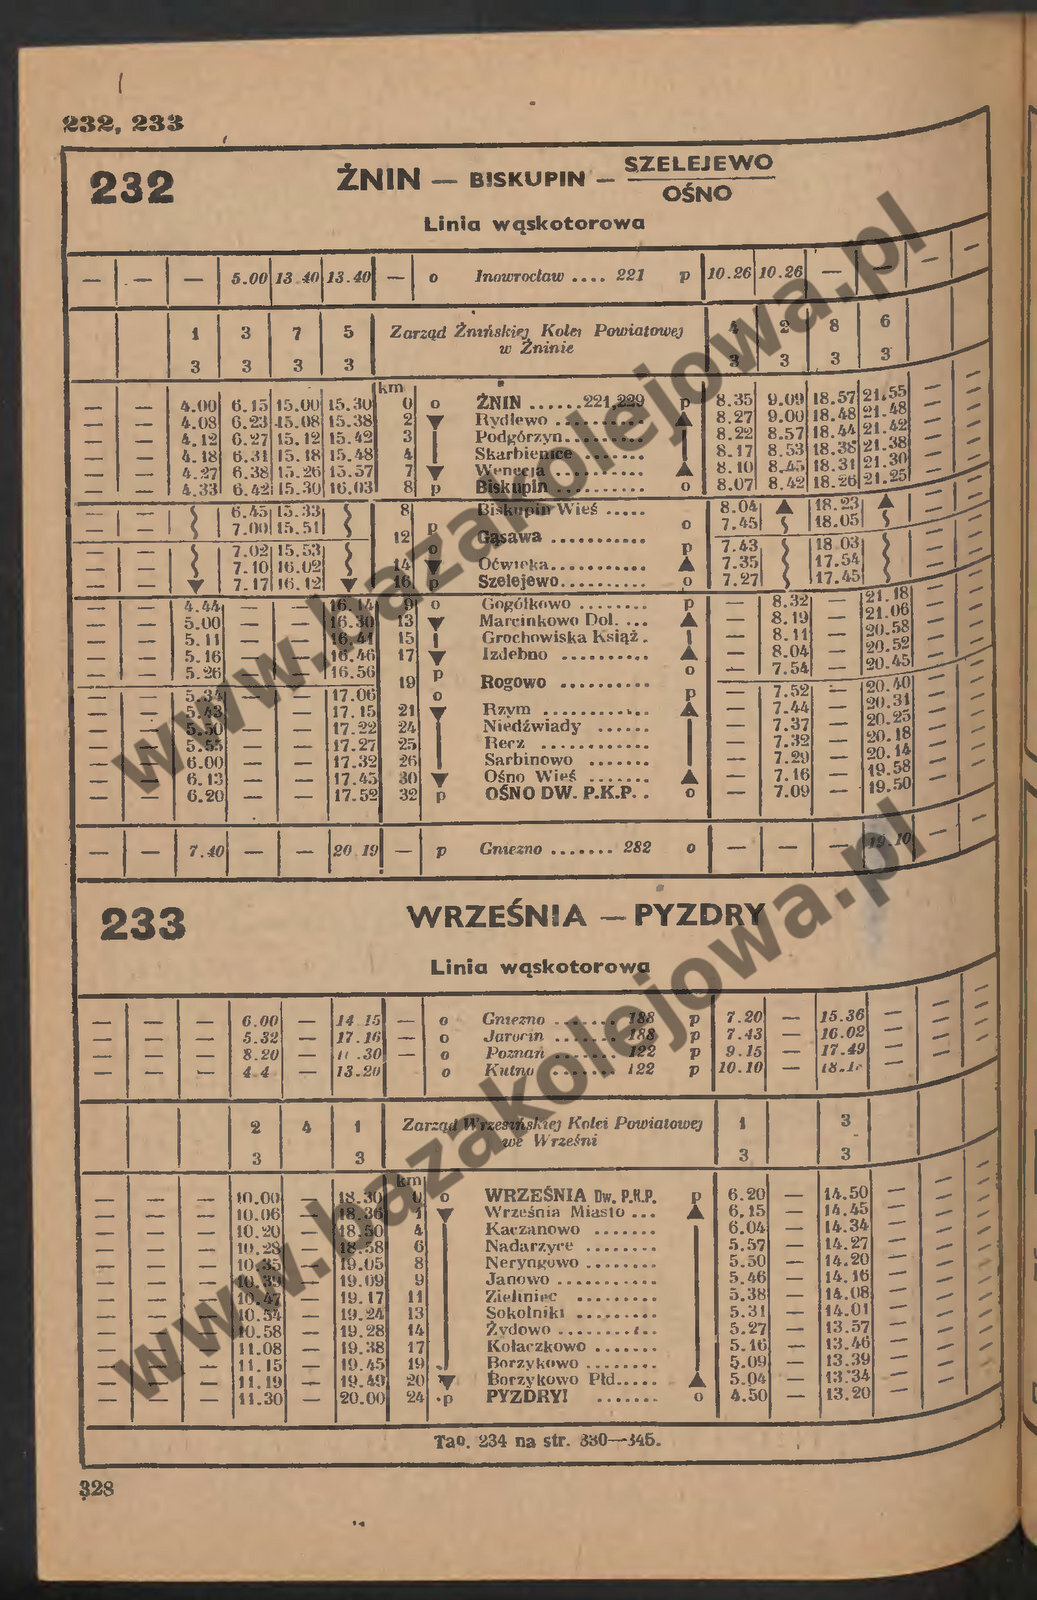 232, 233
232 ŻNIN — BISKUPIN — SZELEJEWO
OŚNO
Linia wąskotorowa
— — — 5.00 13.40 13.40 — o Inowrocław .... 221 p 10.26 10.26 — — — —
1 3 7 5 Zarząd Żnińskiej Kolei Powiatowej 4 2 8 6
w Żninie
3 3 3 3 3 3 3 3
km
— — 4.00 6.15 15.00 15.30 0 o ŻNIN ...... 221,229 p 8.35 9.09 18.57 21.55 — —
— — 4.08 6.23 15.08 15.38 2 Rydlewo .......... 8.27 9.00 18.48 21.48 — —
— — 4.12 6.27 15.12 15.42 3 Podgórzyn.......... 8.22 8.57 18.44 21.42 — —
— — 4.18 6.31 15.18 15.48 4 Skarbienice ....... 8.17 8.53 18.38 21.38 — —
— — 4.27 6.38 15.26 15.57 7 Wenecja ........... 8.10 8.45 18.31 21.30 — —
— — 4.33 6.42 15.30 16.03 8 p Biskupin .......... o 8.07 8.42 18.26 21.25 — —
— — 6.45 15.33 8 Biskupin Wieś ..... 8.04 18.23 — —
— — 7.00 15.51 12 p Gąsawa ............ o 7.45 18.05 — —
— — 7.02 15.53 o p 7.43 18.03 — —
— — 7.10 16.02 14 Oćwieka............ 7.35 17.54 — —
— — 7.17 16.12 16 p Szelejewo.......... o 7.27 17.45 — —
— — 4.44 — — 16.14 9 o Gogółkowo ......... p — 8.32 — 21.18 — —
— — 5.00 — — 16.30 13 Marcinkowo Dol. ... — 8.19 — 21.06 — —
— — 5.11 — — 16.41 15 Grochowiska Książ. — 8.11 — 20.58 — —
— — 5.16 — — 16.46 17 Izdebno .......... — 8.04 — 20.52 — —
— — 5.26 — — 16.56 19 p Rogowo .......... o — 7.54 — 20.45 — —
— — 5.34 — — 17.06 o p — 7.52 — 20.40 — —
— — 5.43 — — 17.15 21 Rzym ............ — 7.44 — 20.31 — —
— — 5.50 — — 17.22 24 Niedźwiady ...... — 7.37 — 20.25 — —
— — 5.55 — — 17.27 25 Recz ............ — 7.32 — 20.18 — —
— — 6.00 — — 17.32 26 Sarbinowo ....... — 7.29 — 20.14 — —
— — 6.13 — — 17.45 30 Ośno Wieś ....... — 7.16 — 19.58 — —
— — 6.20 — — 17.52 32 p OŚNO DW. P.K.P. . o — 7.09 — 19.50 — —
— — 7.40 — — 20.19 — p Gniezno ....... 282 o — — — 19.10 — —
233 WRZEŚNIA — PYZDRY
Linia wąskotorowa
— — — 6.00 — 14.15 — o Gniezno ....... 188 p 7.20 — 15.36 — —
— — — 5.32 — 17.16 — o Jarocin ....... 188 p 7.43 — 16.02 — —
— — — 8.20 — .30 — o Poznań ....... 122 p 9.15 — 17.49 — —
— — — — 13.20 o Kutno ....... 122 p 10.10 — — —
2 4 1 Zarząd Wrzesińskiej Kolei Powiatowej 1 3
we Wrześni
3 3 3 3
km
— — — 10.00 — 18.30 0 o WRZEŚNIA Dw. P.K.P. p 6.20 — 14.50 — —
— — — 10.06 — 18.36 1 Września Miasto ... 6.15 — 14.45 — —
— — — 10.20 — 18.50 4 Kaczanowo ....... 6.04 — 14.34 — —
— — — 10.28 — 18.58 6 Nadarzyce ........ 5.57 — 14.27 — —
— — — 10.35 — 19.05 8 Neryngowo ........ 5.50 — 14.20 — —
— — — 10.39 — 19.09 9 Janowo ............ 5.46 — 14.16 — —
— — — 10.47 — 19.17 11 Zieliniec ......... 5.38 — 14.08 — —
— — — 10.54 — 19.24 13 Sokolniki .......... 5.31 — 14.01 — —
— — — 10.58 — 19.28 14 Żydowo ............ 5.27 — 13.57 — —
— — — 11.08 — 19.38 17 Kołaczkowo ....... 5.16 — 13.46 — —
— — — 11.15 — 19.45 19 Borzykowo ........ 5.09 — 13.39 — —
— — — 11.19 — 19.49 20 Borzykowo Płd..... 5.04 — 13.34 — —
— — — 11.30 — 20.00 24 p PYZDRY! ....... o 4.50 — 13.20 — —
Tab. 234 na str. 330—345.
328
www.bazakolejowa.pl
www.bazakolejowa.pl